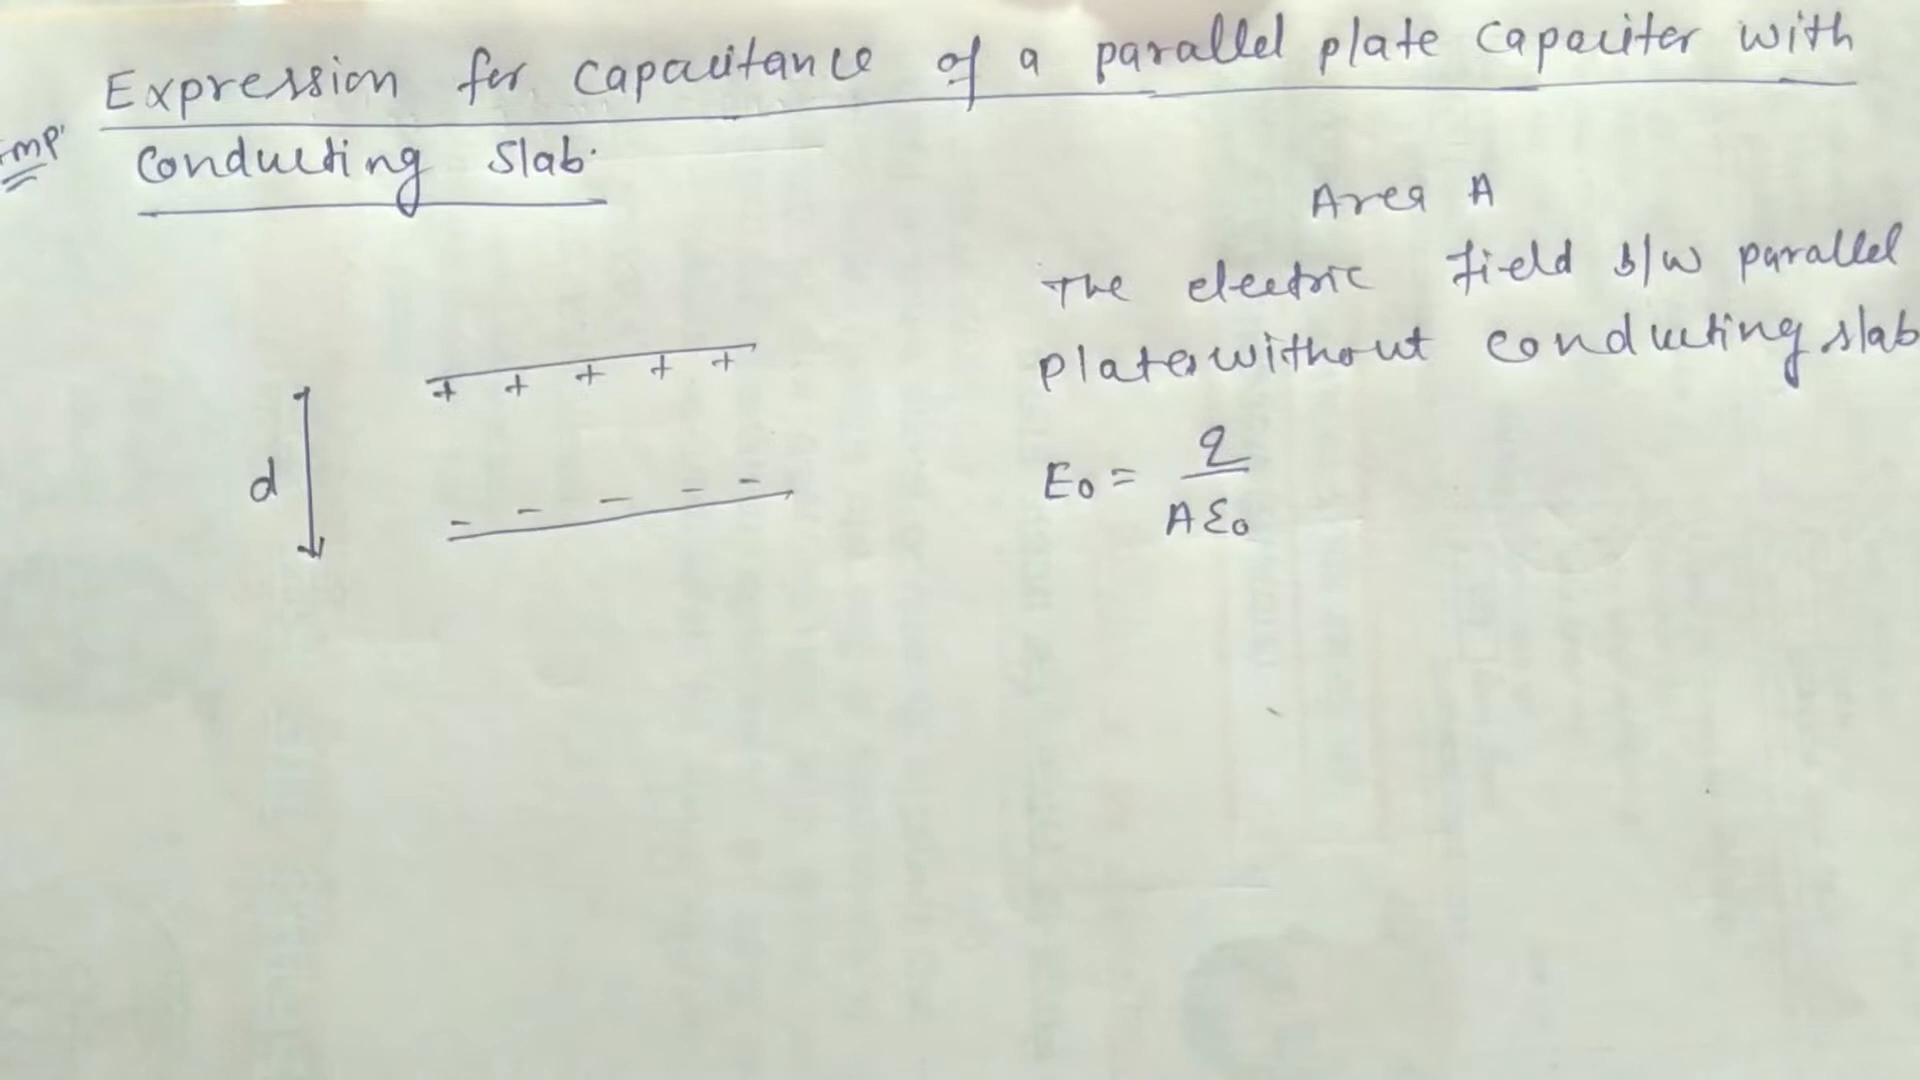 Expression for capacitance of a parallel plate capacitor with
conducting slab.
Imp.
Area A
The electric field b/w parallel
plates without conducting slab
E₀ = q / Aε₀
+ + + + +
d
- - - - -